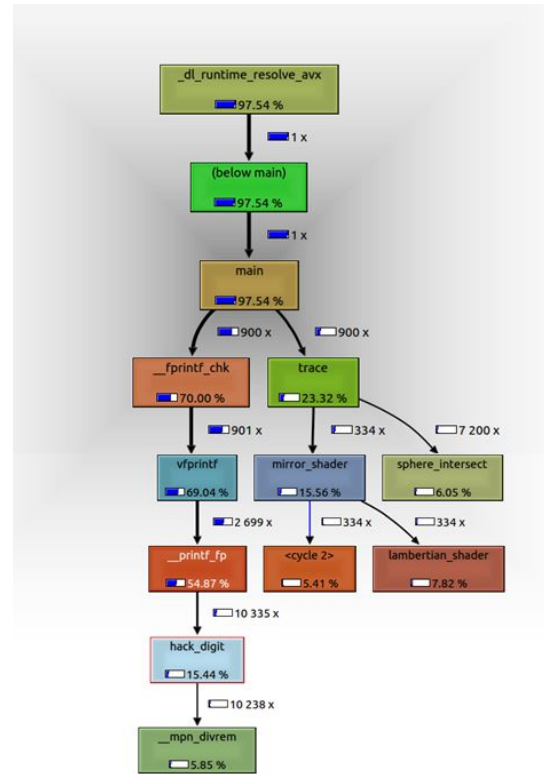 _dl_runtime_resolve_avx
97.54 %
1 x
(below main)
97.54 %
1 x
main
97.54 %
900 x
900 x
__fprintf_chk
70.00 %
trace
23.32 %
901 x
334 x
7 200 x
vfprintf
69.04 %
mirror_shader
15.56 %
sphere_intersect
6.05 %
2 699 x
334 x
334 x
__printf_fp
54.87 %
<cycle 2>
5.41 %
lambertian_shader
7.82 %
10 335 x
hack_digit
15.44 %
10 238 x
__mpn_divrem
5.85 %